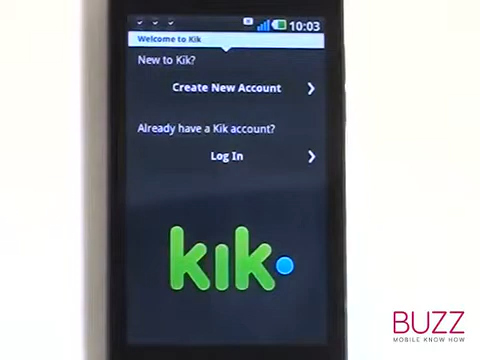 10:03
Welcome to Kik
New to Kik?
Create New Account
Already have a Kik account?
Log In
kik
BUZZ
MOBILE KNOW HOW